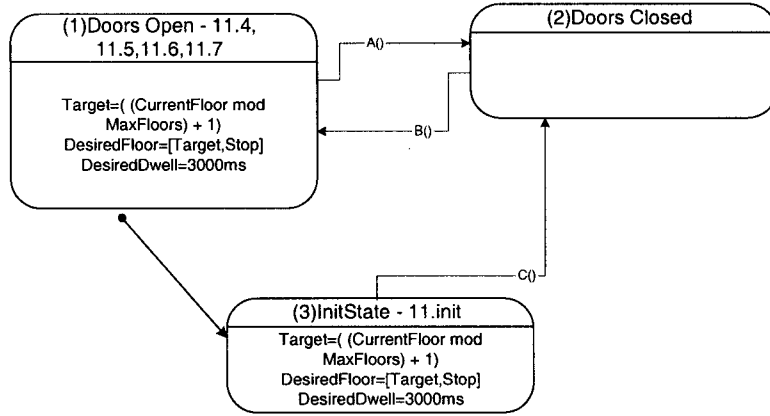 (1)Doors Open - 11.4,
11.5,11.6,11.7
Target=( (CurrentFloor mod
MaxFloors) + 1)
DesiredFloor=[Target,Stop]
DesiredDwell=3000ms
A()
B()
(2)Doors Closed
C()
(3)InitState - 11.init
Target=( (CurrentFloor mod
MaxFloors) + 1)
DesiredFloor=[Target,Stop]
DesiredDwell=3000ms